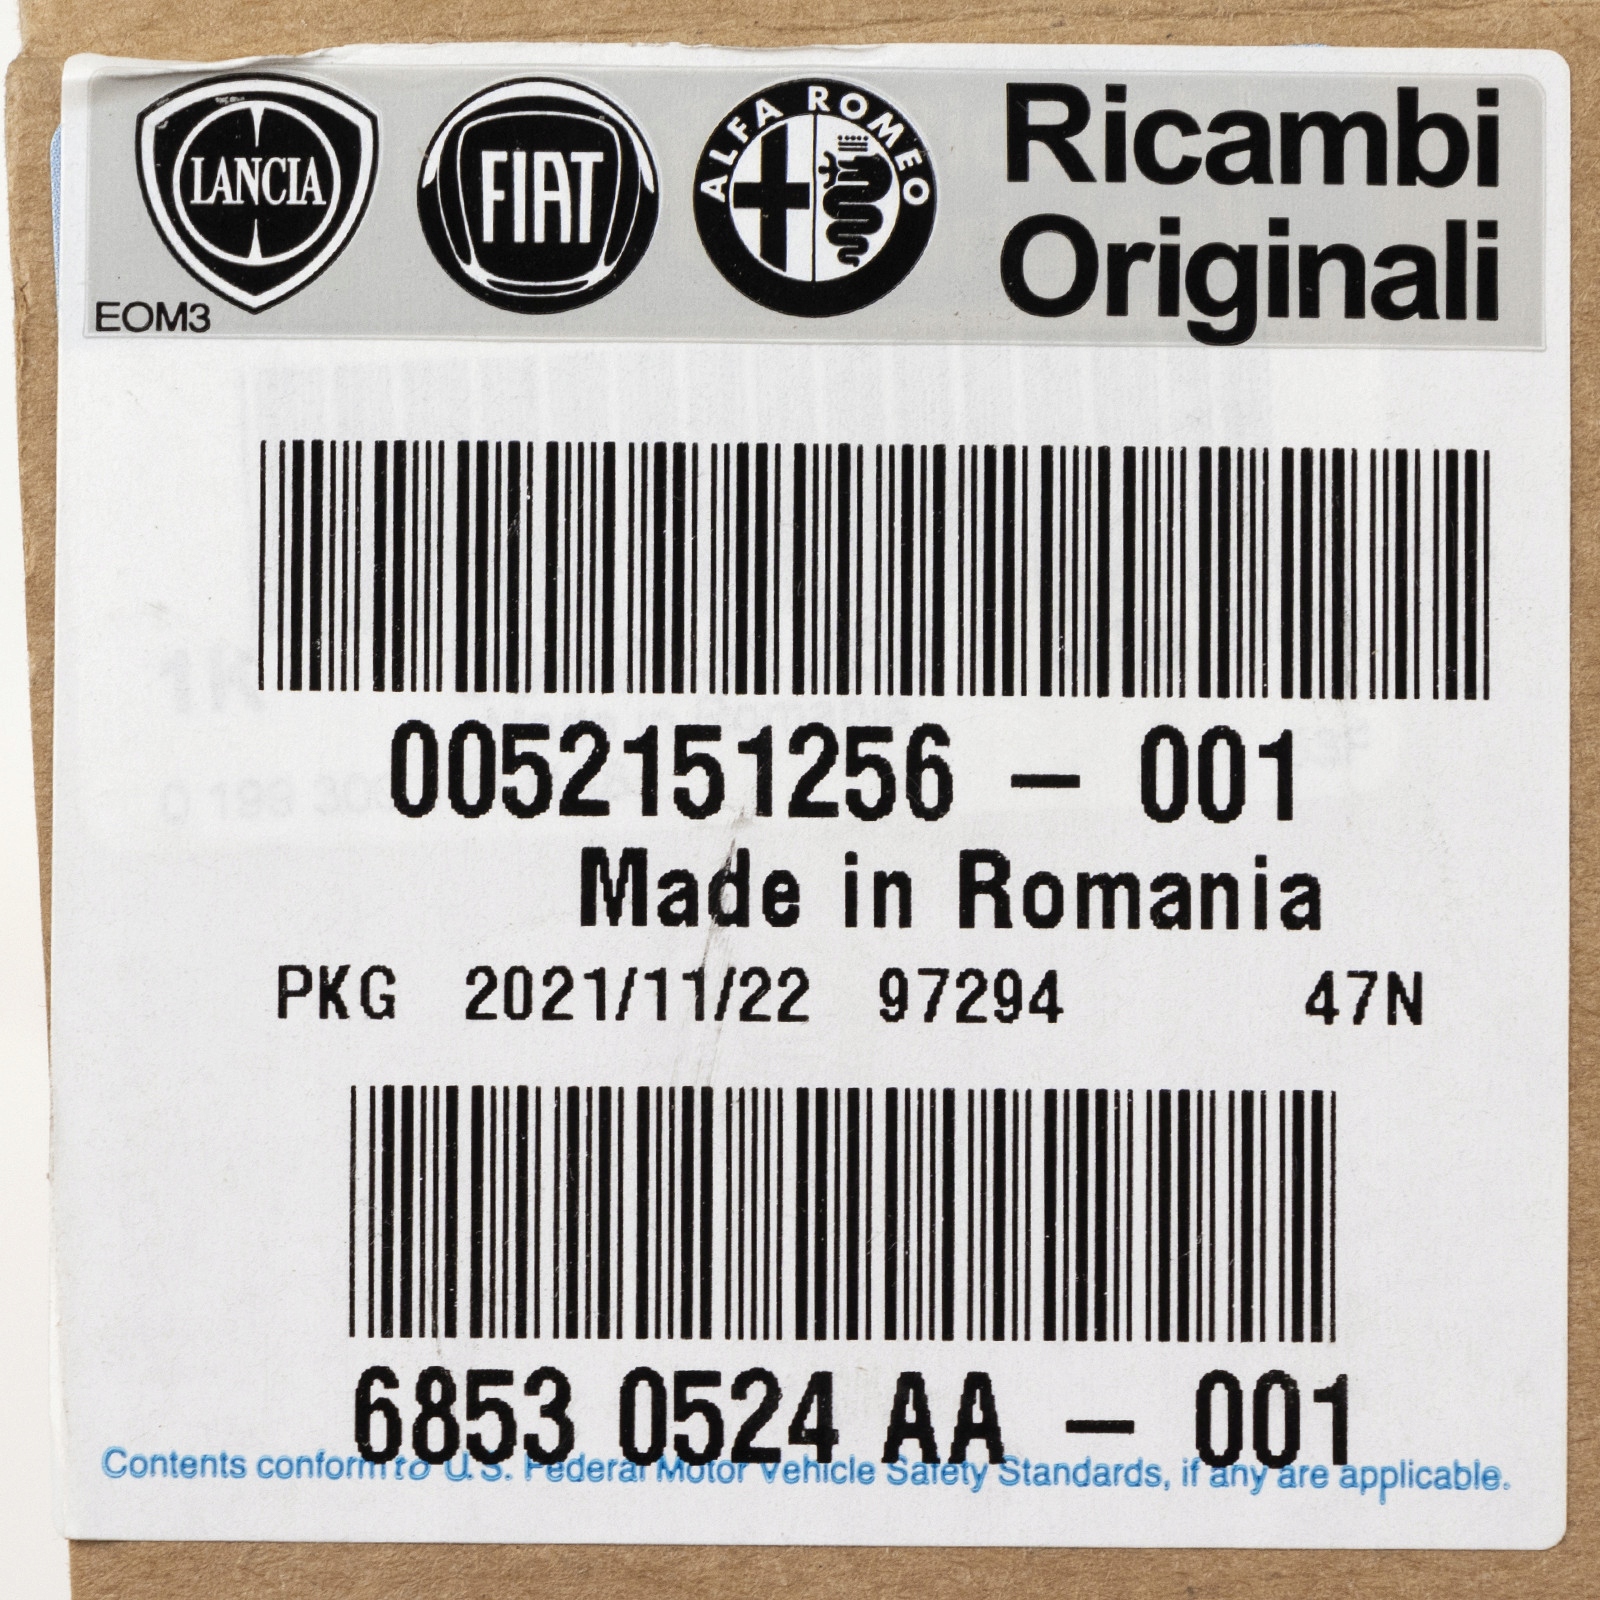 LANCIA
FIAT
ALFA ROMEO
Ricambi
Originali
EOM3
0052151256 – 001
Made in Romania
PKG 2021/11/22 97294 47N
6853 0524 AA – 001
Contents conform to U.S. Federal Motor Vehicle Safety Standards, if any are applicable.